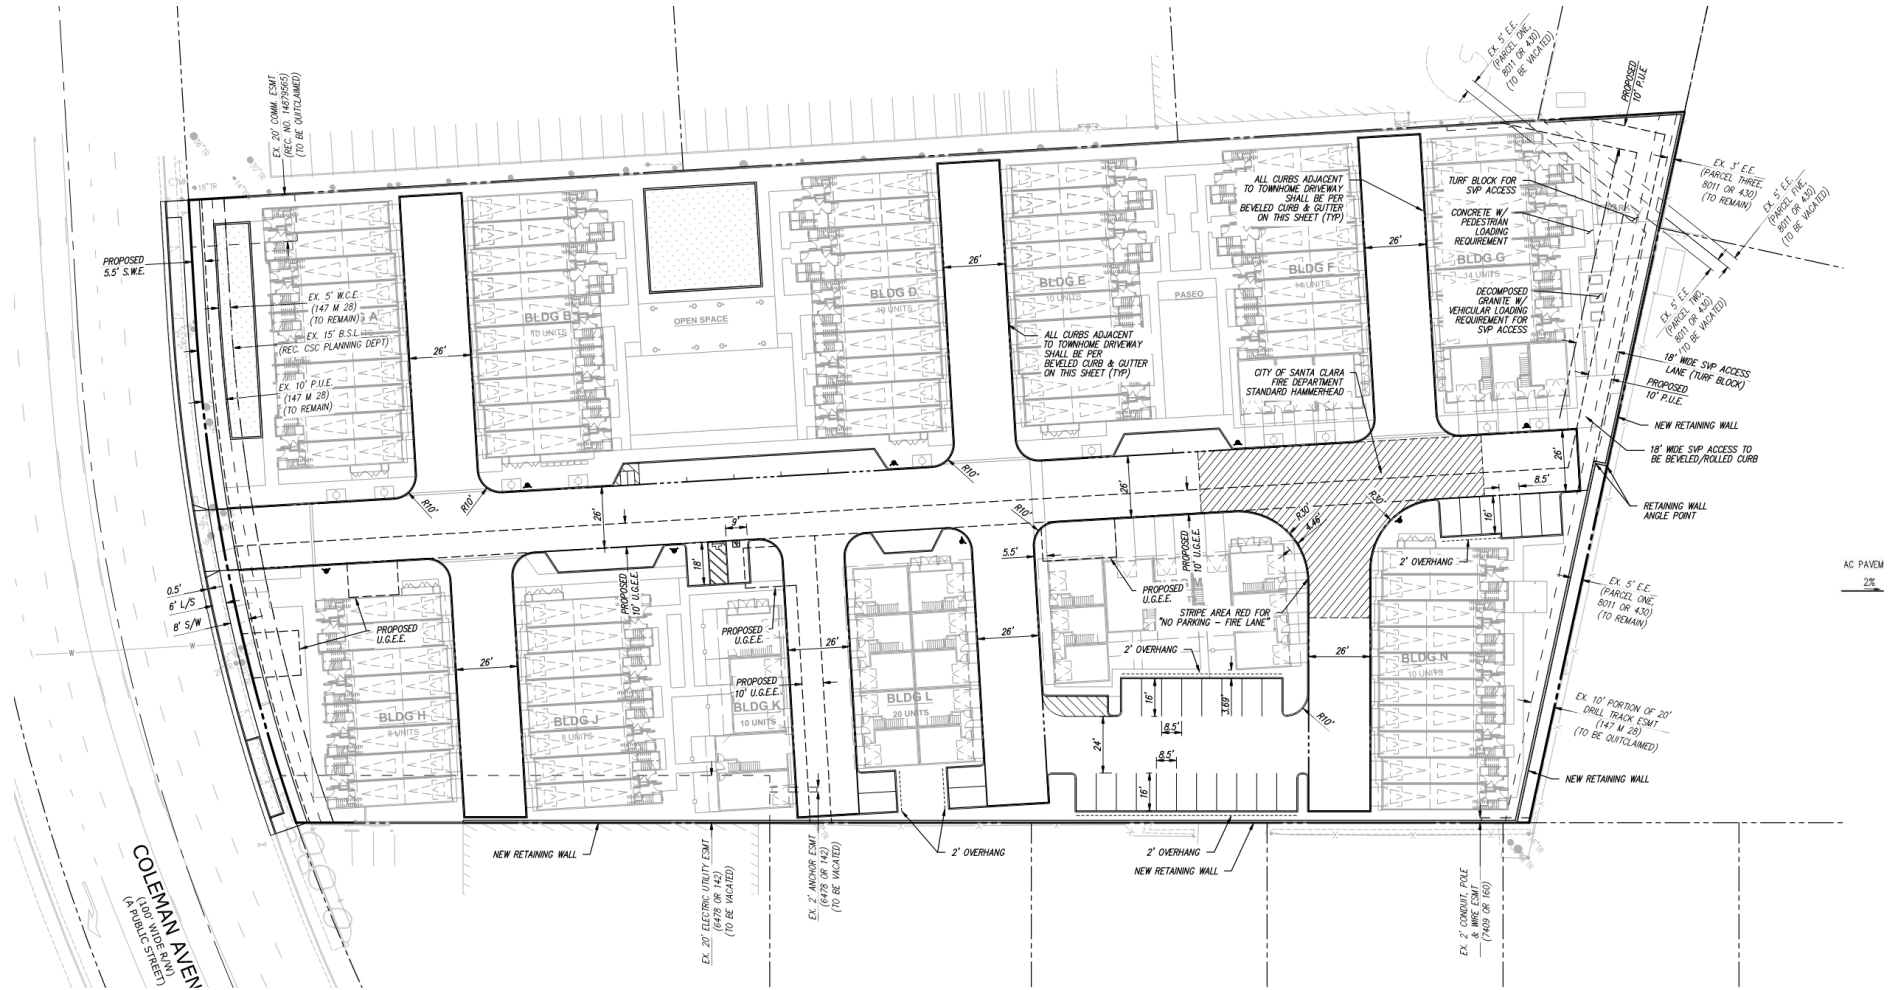 EX. 20' COMM. ESMT
(REC. NO. 14879565)
(TO BE QUITCLAIMED)
EX. 5' E.E.
(PARCEL ONE,
8011 OR 430)
(TO BE VACATED)
PROPOSED
10' P.U.E
36" TR
30"TR
18"TR
14"TR
PROPOSED
5.5' S.W.E.
EX. 5' W.C.E.
(147 M 28)
(TO REMAIN)
EX. 15' B.S.L.
(REC. CSC PLANNING DEPT)
EX. 10' P.U.E.
(147 M 28)
(TO REMAIN)
G A
26'
BLDG B
10 UNITS
OPEN SPACE
BLDG D
10 UNITS
26'
BLDG E
10 UNITS
ALL CURBS ADJACENT
TO TOWNHOME DRIVEWAY
SHALL BE PER
BEVELED CURB & GUTTER
ON THIS SHEET (TYP)
PASEO
ALL CURBS ADJACENT
TO TOWNHOME DRIVEWAY
SHALL BE PER
BEVELED CURB & GUTTER
ON THIS SHEET (TYP)
BLDG F
14 UNITS
CITY OF SANTA CLARA
FIRE DEPARTMENT
STANDARD HAMMERHEAD
26'
TURF BLOCK FOR
SVP ACCESS
CONCRETE W/
PEDESTRIAN
LOADING
REQUIREMENT
BLDG G
14 UNITS
DECOMPOSED
GRANITE W/
VEHICULAR LOADING
REQUIREMENT FOR
SVP ACCESS
PARK
EX. 3' E.E.
(PARCEL THREE,
8011 OR 430)
(TO REMAIN)
EX. 5' E.E.
(PARCEL FIVE,
8011 OR 430)
(TO BE VACATED)
EX. 5' E.E.
(PARCEL TWO,
8011 OR 430)
(TO BE VACATED)
18' WIDE SVP ACCESS
LANE (TURF BLOCK)
PROPOSED
10' P.U.E.
NEW RETAINING WALL
18' WIDE SVP ACCESS TO
BE BEVELED/ROLLED CURB
RETAINING WALL
ANGLE POINT
R10'
R10'
26'
R10'
26'
26'
8.5'
16'
R10'
R30'
4.46'
R30'
9'
18'
5.5'
PROPOSED
10' U.G.E.E.
PROPOSED
10' U.G.E.E.
2' OVERHANG
0.5'
6' L/S
8' S/W
W
W
PROPOSED
U.G.E.E.
PROPOSED
U.G.E.E.
PROPOSED
U.G.E.E.
STRIPE AREA RED FOR
"NO PARKING – FIRE LANE"
2' OVERHANG
EX. 5' E.E.
(PARCEL ONE,
8011 OR 430)
(TO REMAIN)
AC PAVEM
2%
26'
26'
26'
26'
PROPOSED
10' U.G.E.E.
BLDG H
8 UNITS
BLDG J
8 UNITS
BLDG K
10 UNITS
BLDG L
20 UNITS
BLDG N
10 UNITS
16'
3.69'
8.5'
24'
8.5'
16'
R10'
EX. 10' PORTION OF 20'
DRILL TRACK ESMT
(147 M 28)
(TO BE QUITCLAIMED)
NEW RETAINING WALL
NEW RETAINING WALL
EX. 20' ELECTRIC UTILITY ESMT
(6478 OR 142)
(TO BE VACATED)
EX. 2' ANCHOR ESMT
(6478 OR 142)
(TO BE VACATED)
2' OVERHANG
2' OVERHANG
NEW RETAINING WALL
EX. 2' CONDUIT, POLE
& WIRE ESMT
(7409 OR 160)
COLEMAN AVEN
(100' WIDE R/W)
(A PUBLIC STREET)